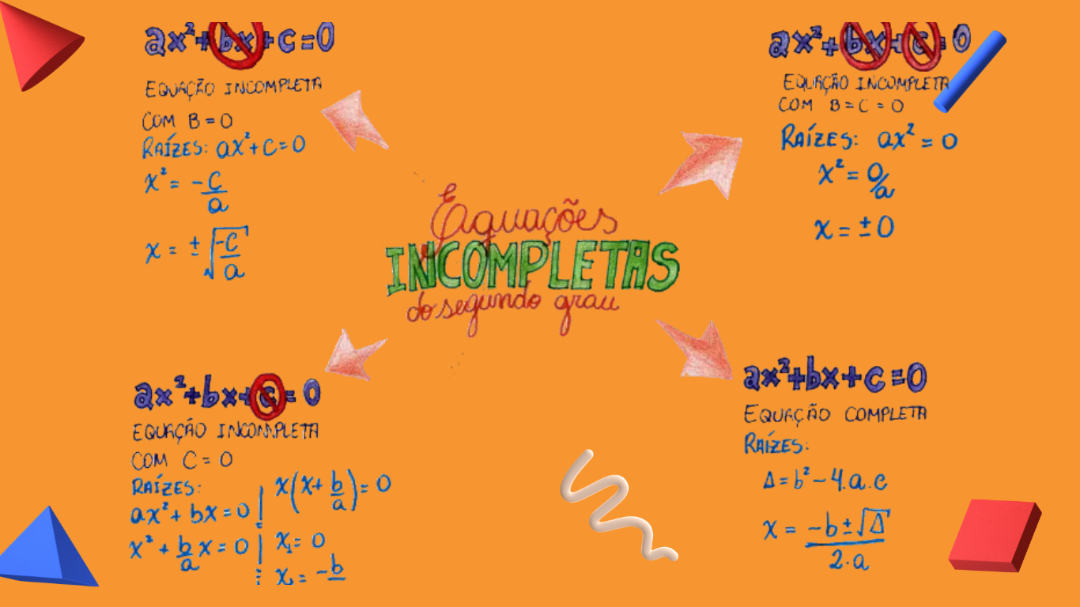 ax²+bx+c=0
EQUAÇÃO INCOMPLETA
COM B=0
RAÍZES: ax²+c=0
x² = -c/a
x = ±√-c/a
ax²+bx+c=0
EQUAÇÃO INCOMPLETA
COM B=C=0
RAÍZES: ax²=0
x² = 0/a
x = ±0
Equações
INCOMPLETAS
do segundo grau
ax²+bx+c=0
EQUAÇÃO INCOMPLETA
COM C=0
RAÍZES:
ax²+bx=0
x²+b/a x=0
x(x+b/a)=0
x₁=0
x₂=-b
ax²+bx+c=0
EQUAÇÃO COMPLETA
RAÍZES:
Δ=b²-4.a.c
x = -b±√Δ/2.a